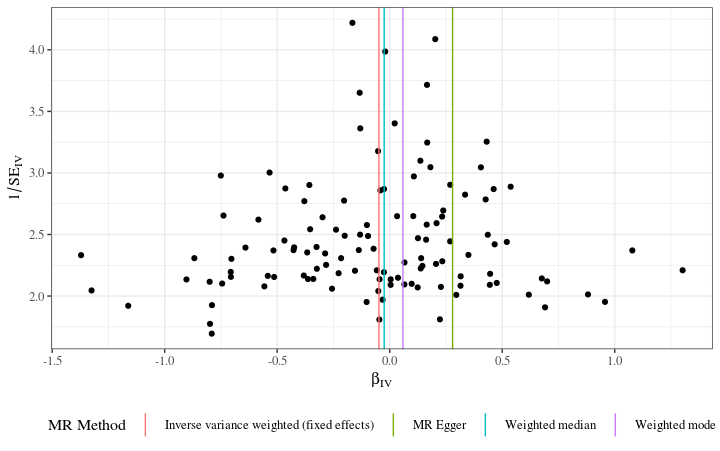 4.0
3.5
3.0
2.5
2.0
1/SE_IV
-1.5
-1.0
-0.5
0.0
0.5
1.0
β_IV
MR Method
Inverse variance weighted (fixed effects)
MR Egger
Weighted median
Weighted mode